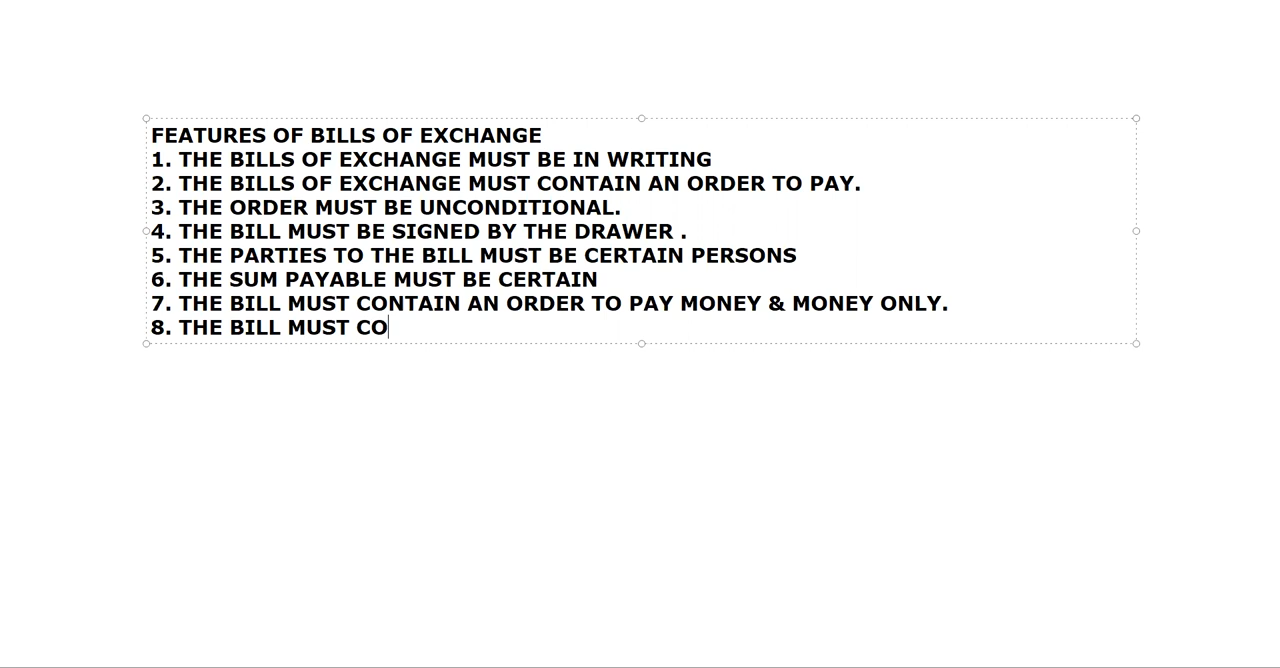 FEATURES OF BILLS OF EXCHANGE
1. THE BILLS OF EXCHANGE MUST BE IN WRITING
2. THE BILLS OF EXCHANGE MUST CONTAIN AN ORDER TO PAY.
3. THE ORDER MUST BE UNCONDITIONAL.
4. THE BILL MUST BE SIGNED BY THE DRAWER .
5. THE PARTIES TO THE BILL MUST BE CERTAIN PERSONS
6. THE SUM PAYABLE MUST BE CERTAIN
7. THE BILL MUST CONTAIN AN ORDER TO PAY MONEY & MONEY ONLY.
8. THE BILL MUST CO